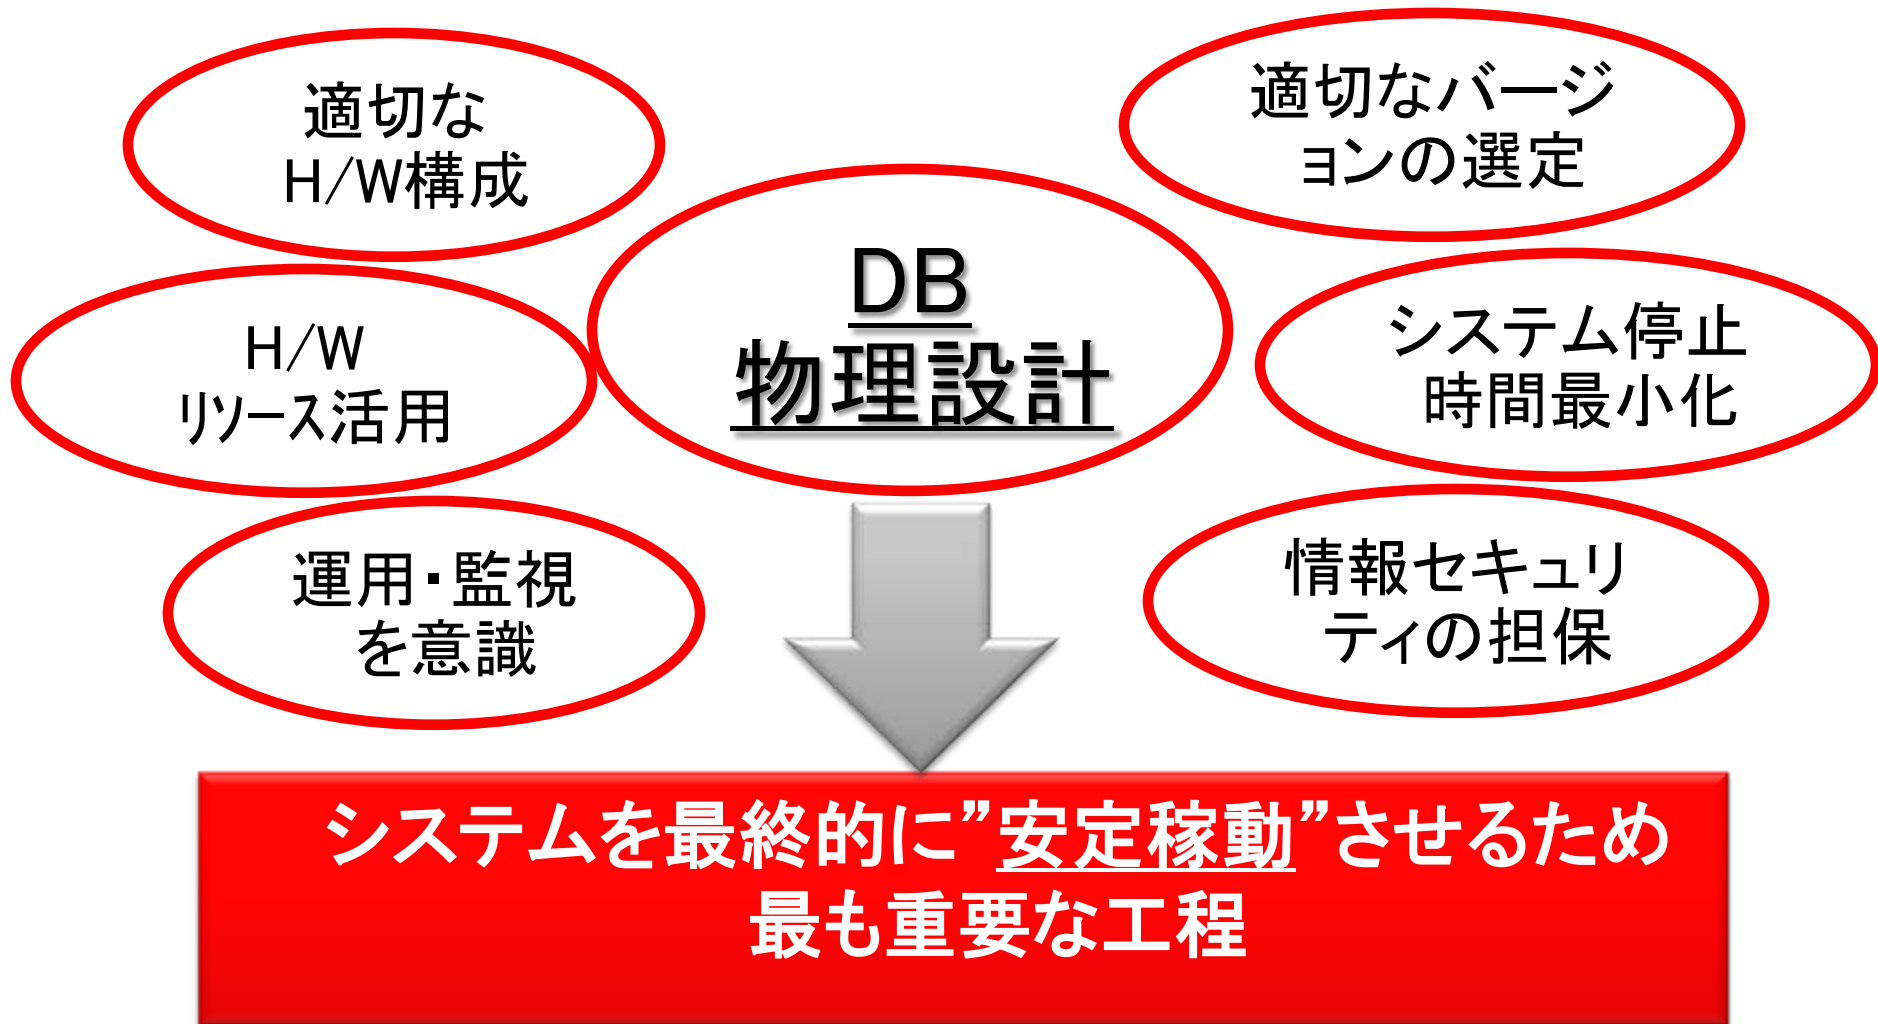 適切な
H/W構成
適切なバージ
ョンの選定
DB
物理設計
H/W
リソース活用
システム停止
時間最小化
運用・監視
を意識
情報セキュリ
ティの担保
システムを最終的に”安定稼動”させるため
最も重要な工程